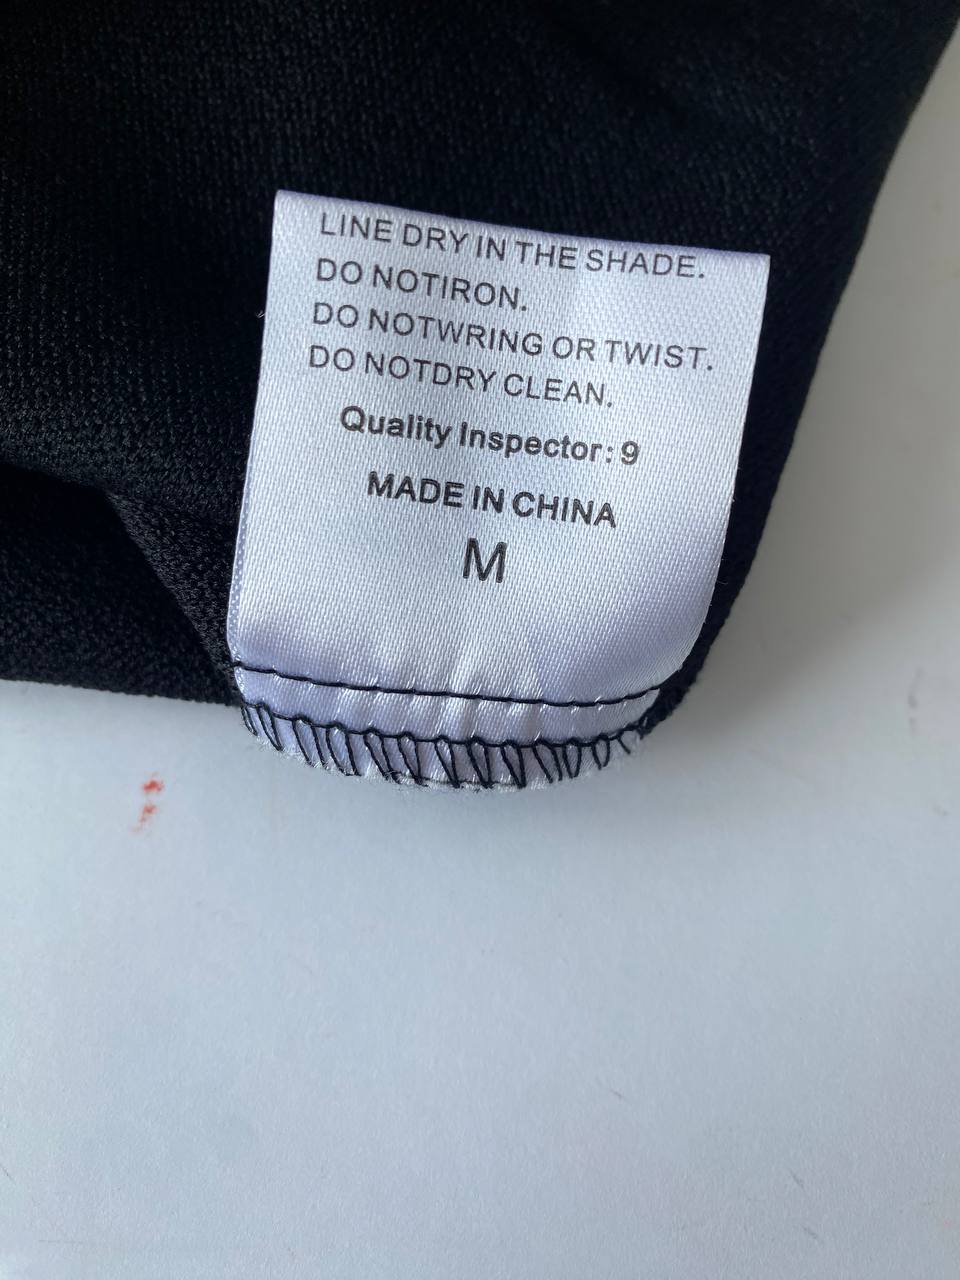 LINE DRY IN THE SHADE.
DO NOTIRON.
DO NOTWRING OR TWIST.
DO NOTDRY CLEAN.
Quality Inspector: 9
MADE IN CHINA
M